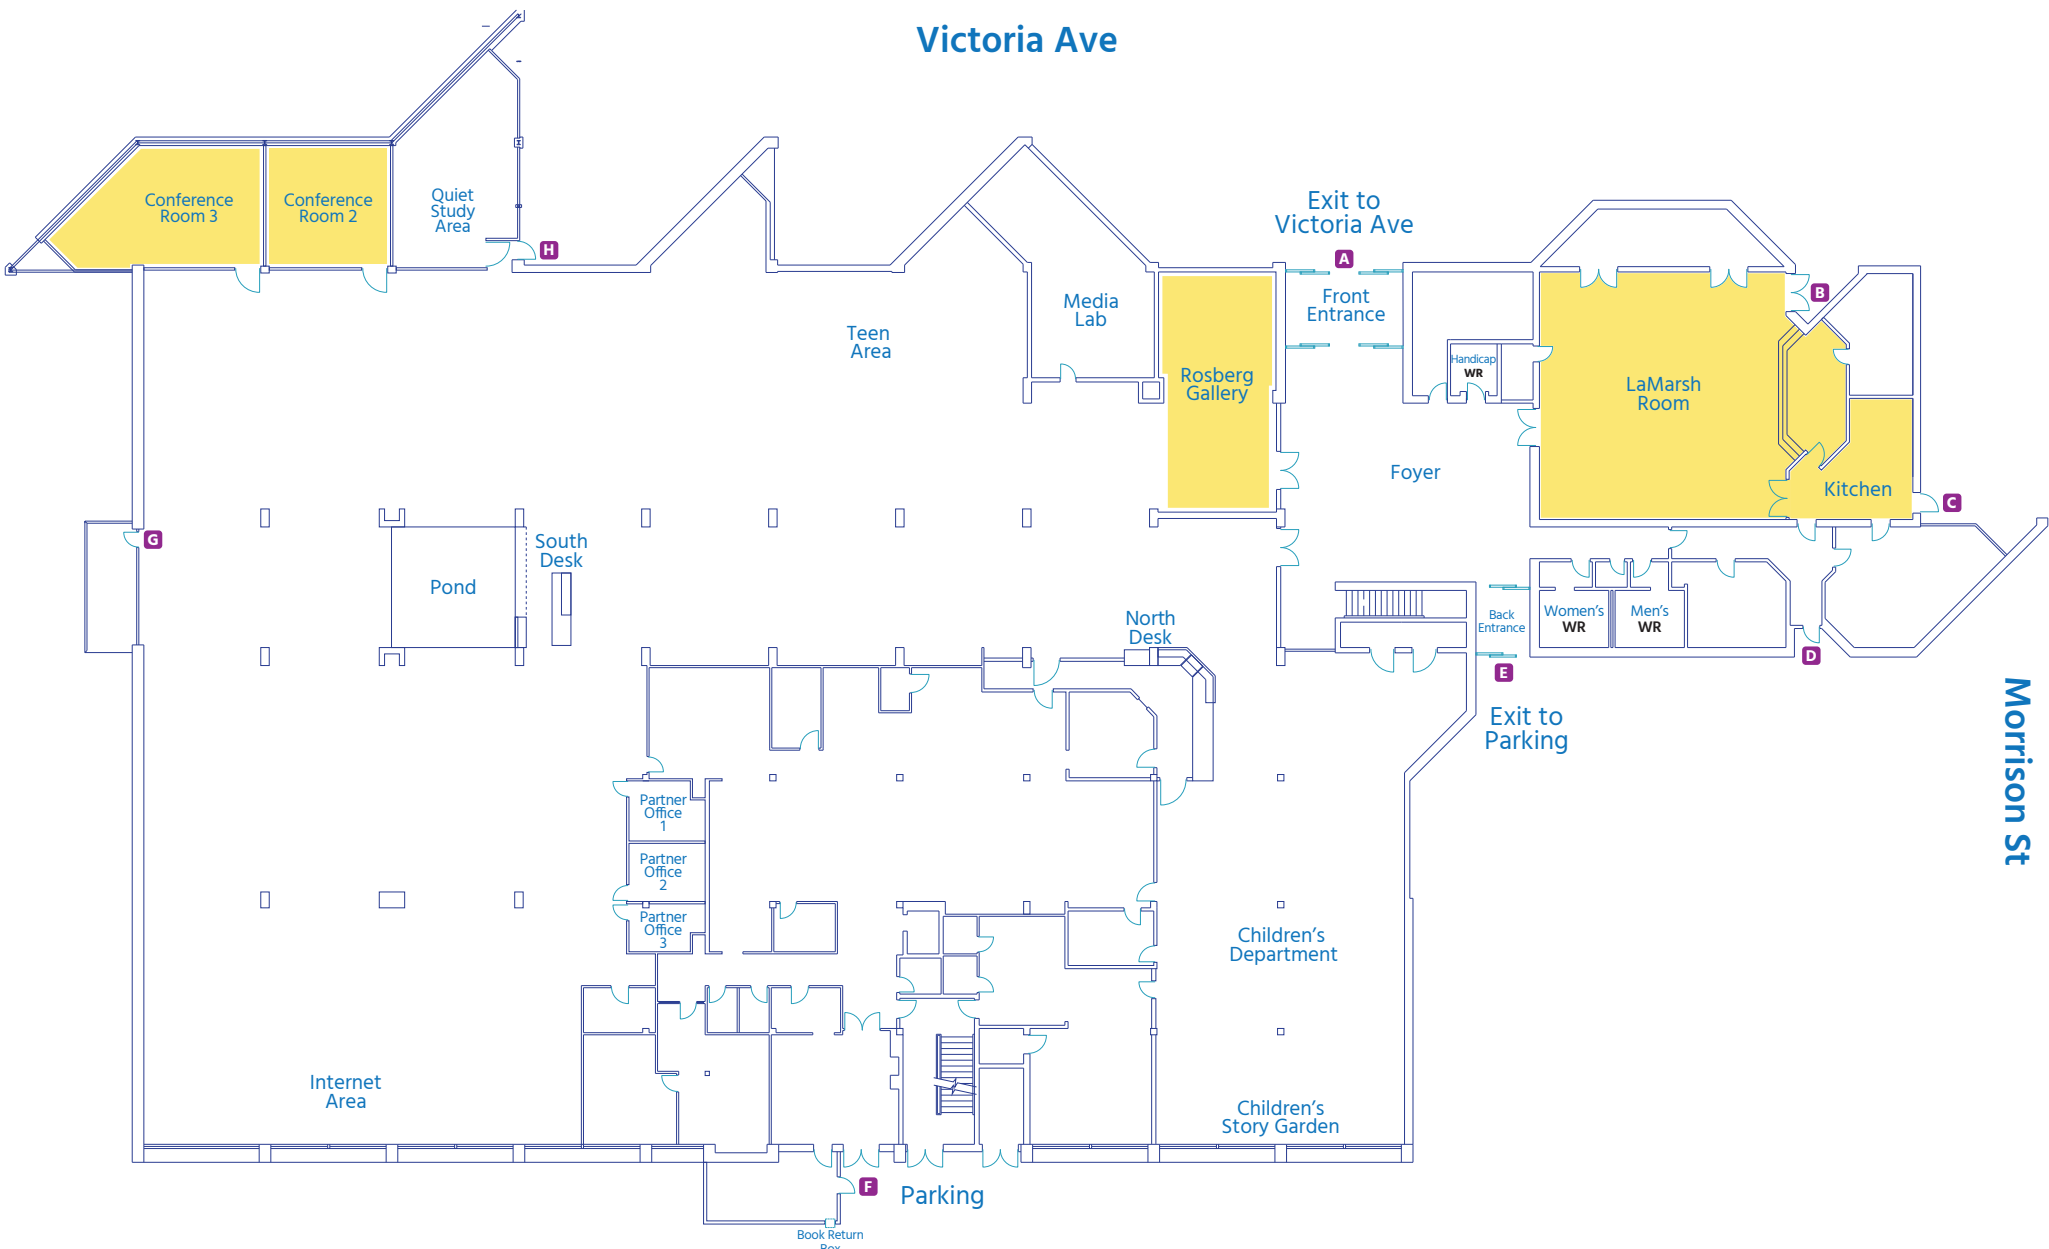 Victoria Ave
Conference
Room 3
Conference
Room 2
Quiet
Study
Area
H
Exit to
Victoria Ave
A
Front
Entrance
B
Media
Lab
Teen
Area
Rosberg
Gallery
Handicap
WR
LaMarsh
Room
Foyer
Kitchen
C
G
South
Desk
Pond
North
Desk
Back
Entrance
Women's
WR
Men's
WR
D
E
Exit to
Parking
Morrison St
Partner
Office
1
Partner
Office
2
Partner
Office
3
Children's
Department
Internet
Area
Children's
Story Garden
F
Parking
Book Return
Box